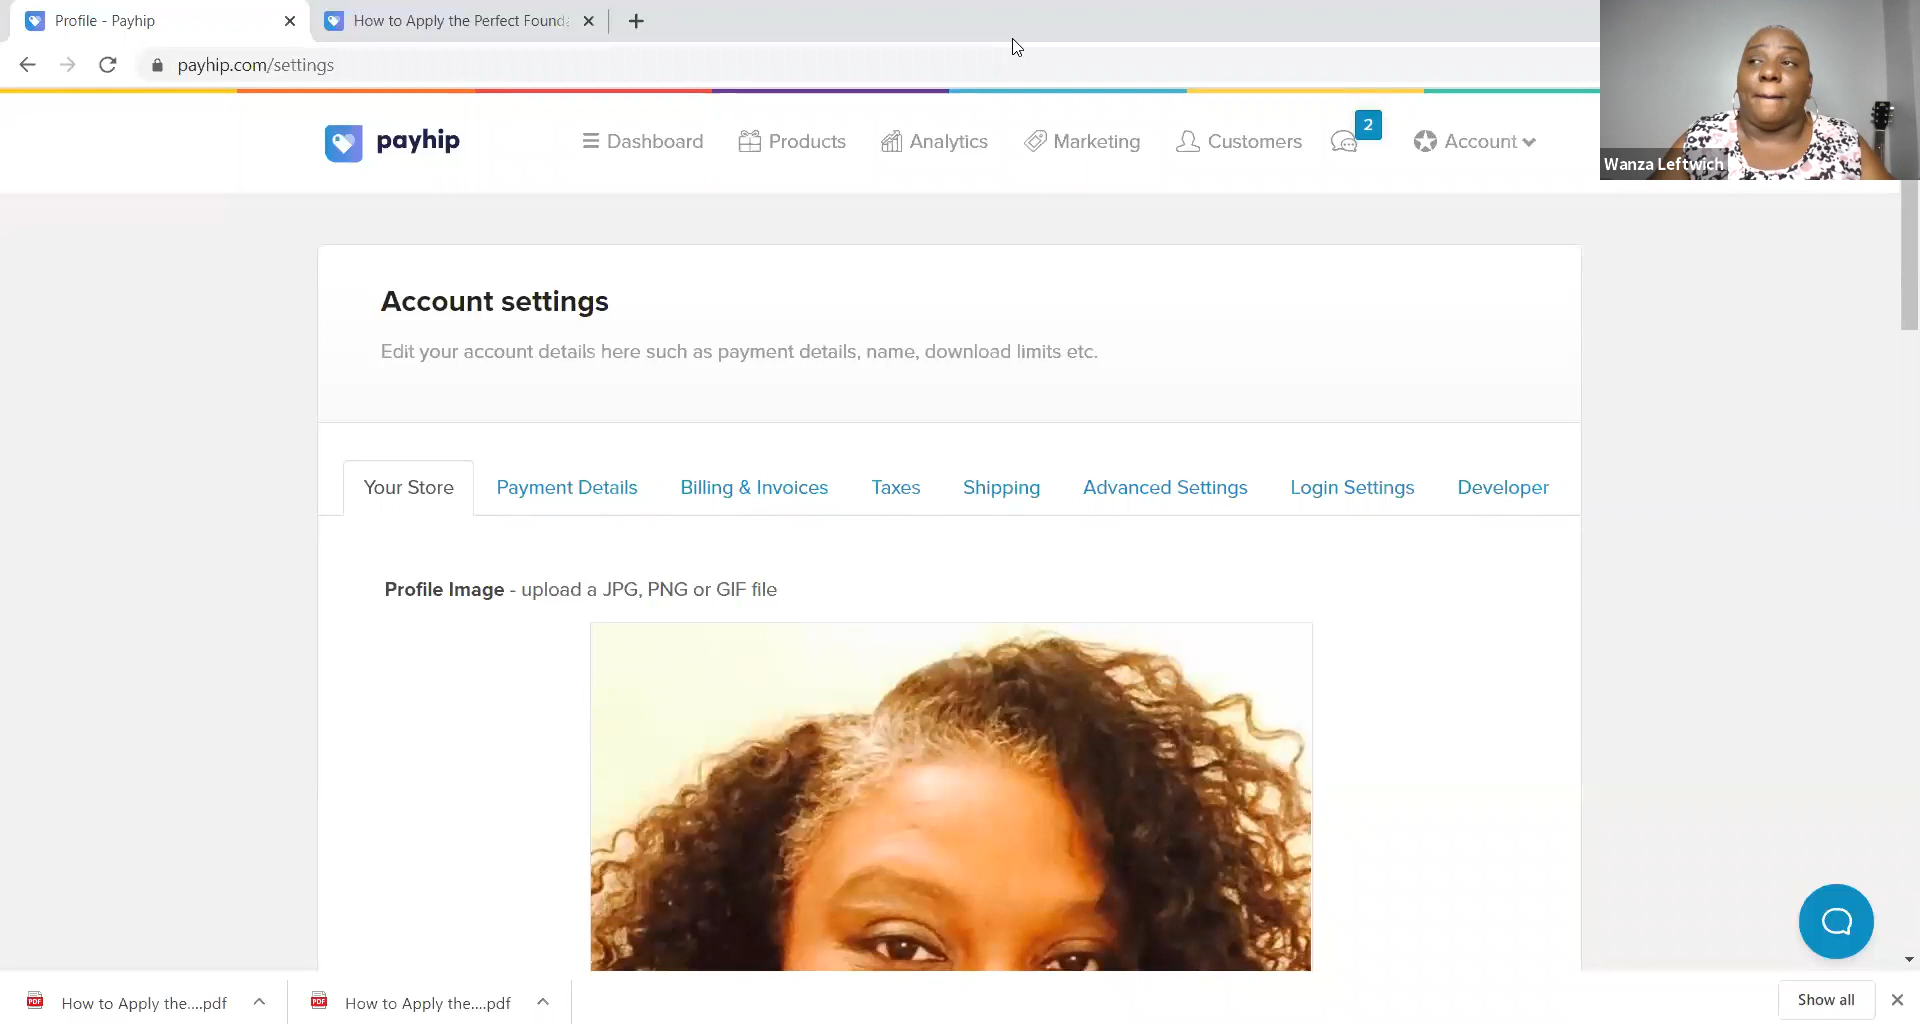 Profile - Payhip
How to Apply the Perfect Found
payhip.com/settings
payhip
Dashboard
Products
Analytics
Marketing
Customers
2
Account
Wanza Leftwich
Account settings
Edit your account details here such as payment details, name, download limits etc.
Your Store
Payment Details
Billing & Invoices
Taxes
Shipping
Advanced Settings
Login Settings
Developer
Profile Image - upload a JPG, PNG or GIF file
PDF
How to Apply the....pdf
PDF
How to Apply the....pdf
Show all